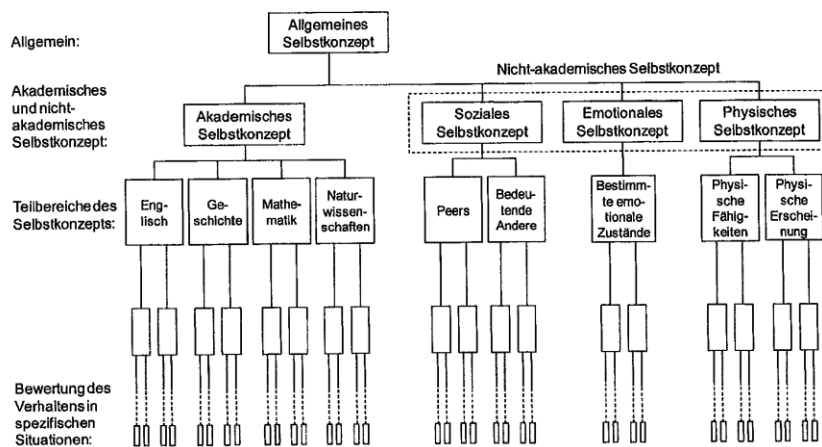 Allgemein:
Allgemeines
Selbstkonzept
Nicht-akademisches Selbstkonzept
Akademisches
und nicht-
akademisches
Selbstkonzept:
Akademisches
Selbstkonzept
Soziales
Selbstkonzept
Emotionales
Selbstkonzept
Physisches
Selbstkonzept
Teilbereiche des
Selbstkonzepts:
Eng-
lisch
Ge-
schichte
Mathe-
matik
Natur-
wissen-
schaften
Peers
Bedeu-
tende
Andere
Bestimm-
te emo-
tionale
Zustände
Physi-
sche
Fähig-
keiten
Physi-
sche
Erschei-
nung
Bewertung des
Verhaltens in
spezifischen
Situationen: